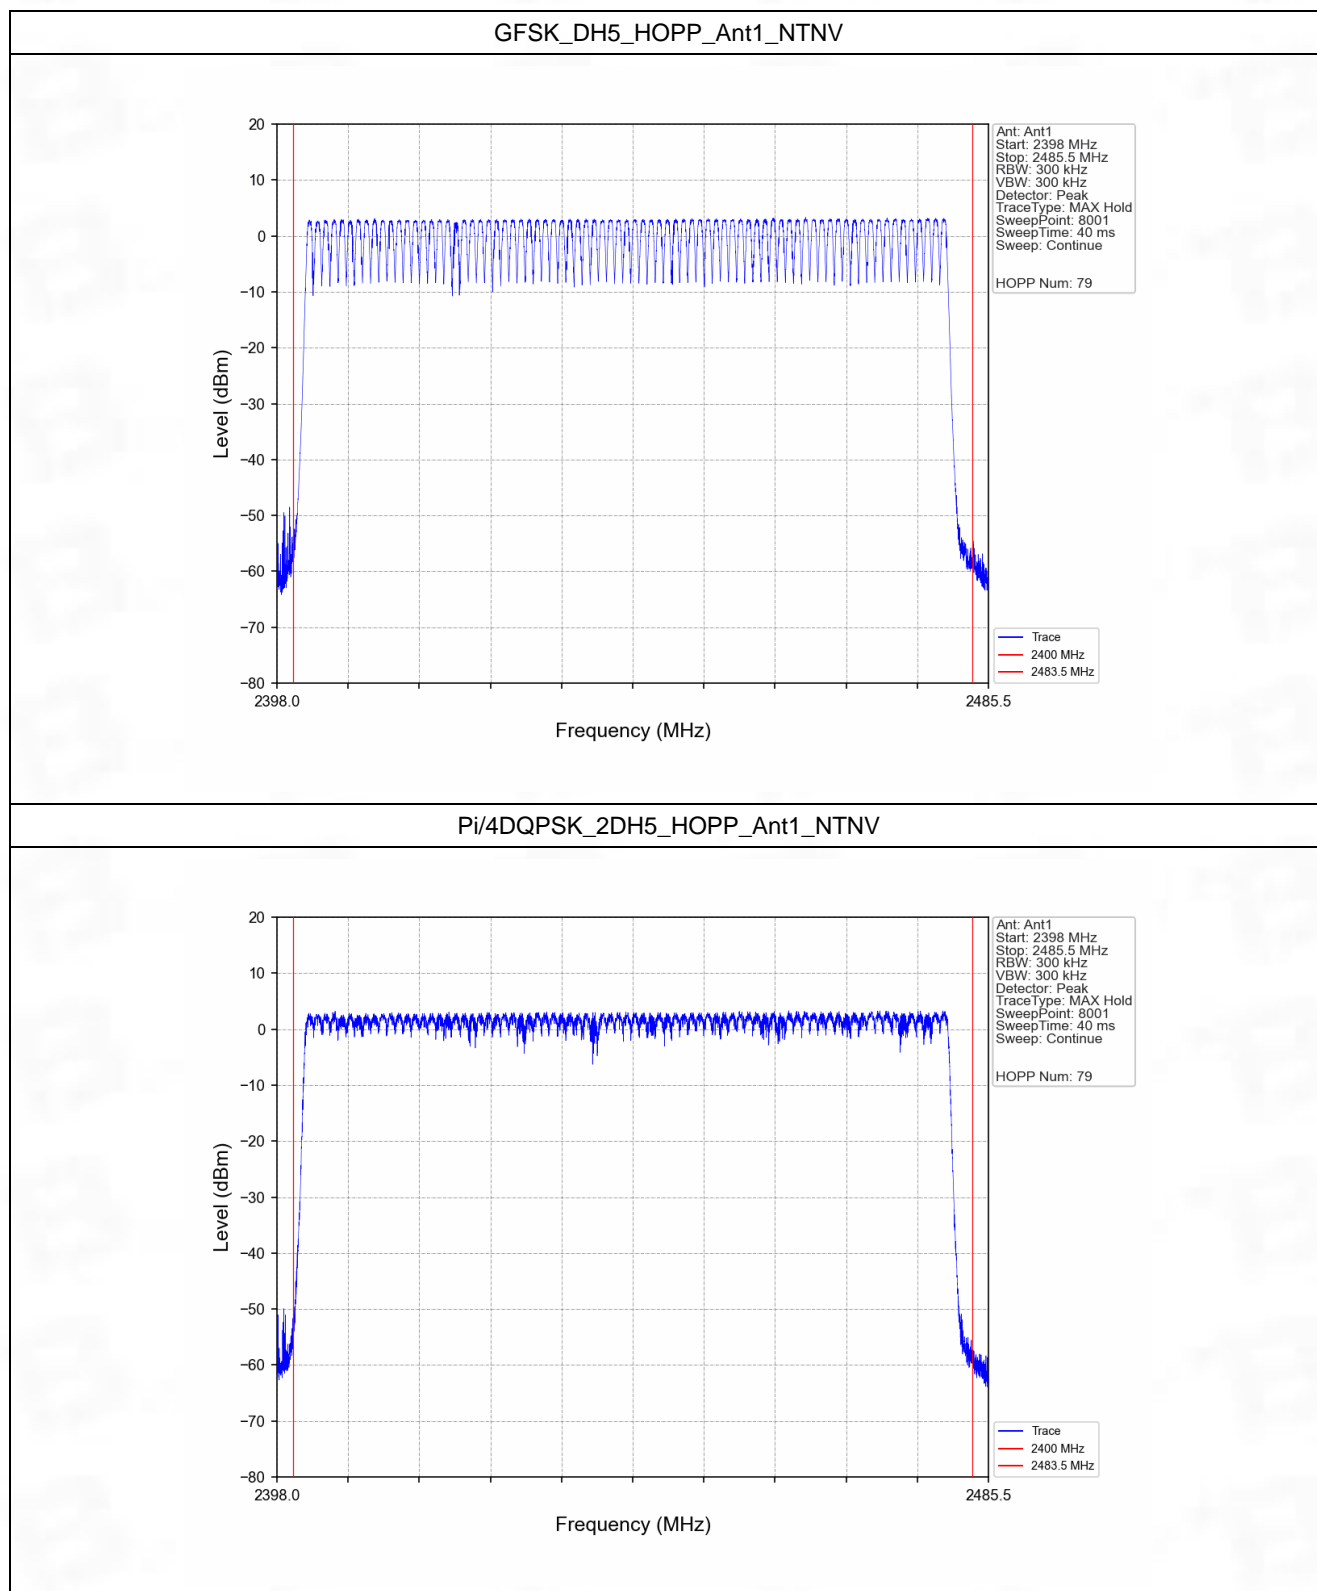 GFSK_DH5_HOPP_Ant1_NTNV
20
10
0
−10
−20
−30
−40
−50
−60
−70
−80
Level (dBm)
2398.0
2485.5
Frequency (MHz)
Ant: Ant1
Start: 2398 MHz
Stop: 2485.5 MHz
RBW: 300 kHz
VBW: 300 kHz
Detector: Peak
TraceType: MAX Hold
SweepPoint: 8001
SweepTime: 40 ms
Sweep: Continue
HOPP Num: 79
Trace
2400 MHz
2483.5 MHz
Pi/4DQPSK_2DH5_HOPP_Ant1_NTNV
20
10
0
−10
−20
−30
−40
−50
−60
−70
−80
Level (dBm)
2398.0
2485.5
Frequency (MHz)
Ant: Ant1
Start: 2398 MHz
Stop: 2485.5 MHz
RBW: 300 kHz
VBW: 300 kHz
Detector: Peak
TraceType: MAX Hold
SweepPoint: 8001
SweepTime: 40 ms
Sweep: Continue
HOPP Num: 79
Trace
2400 MHz
2483.5 MHz